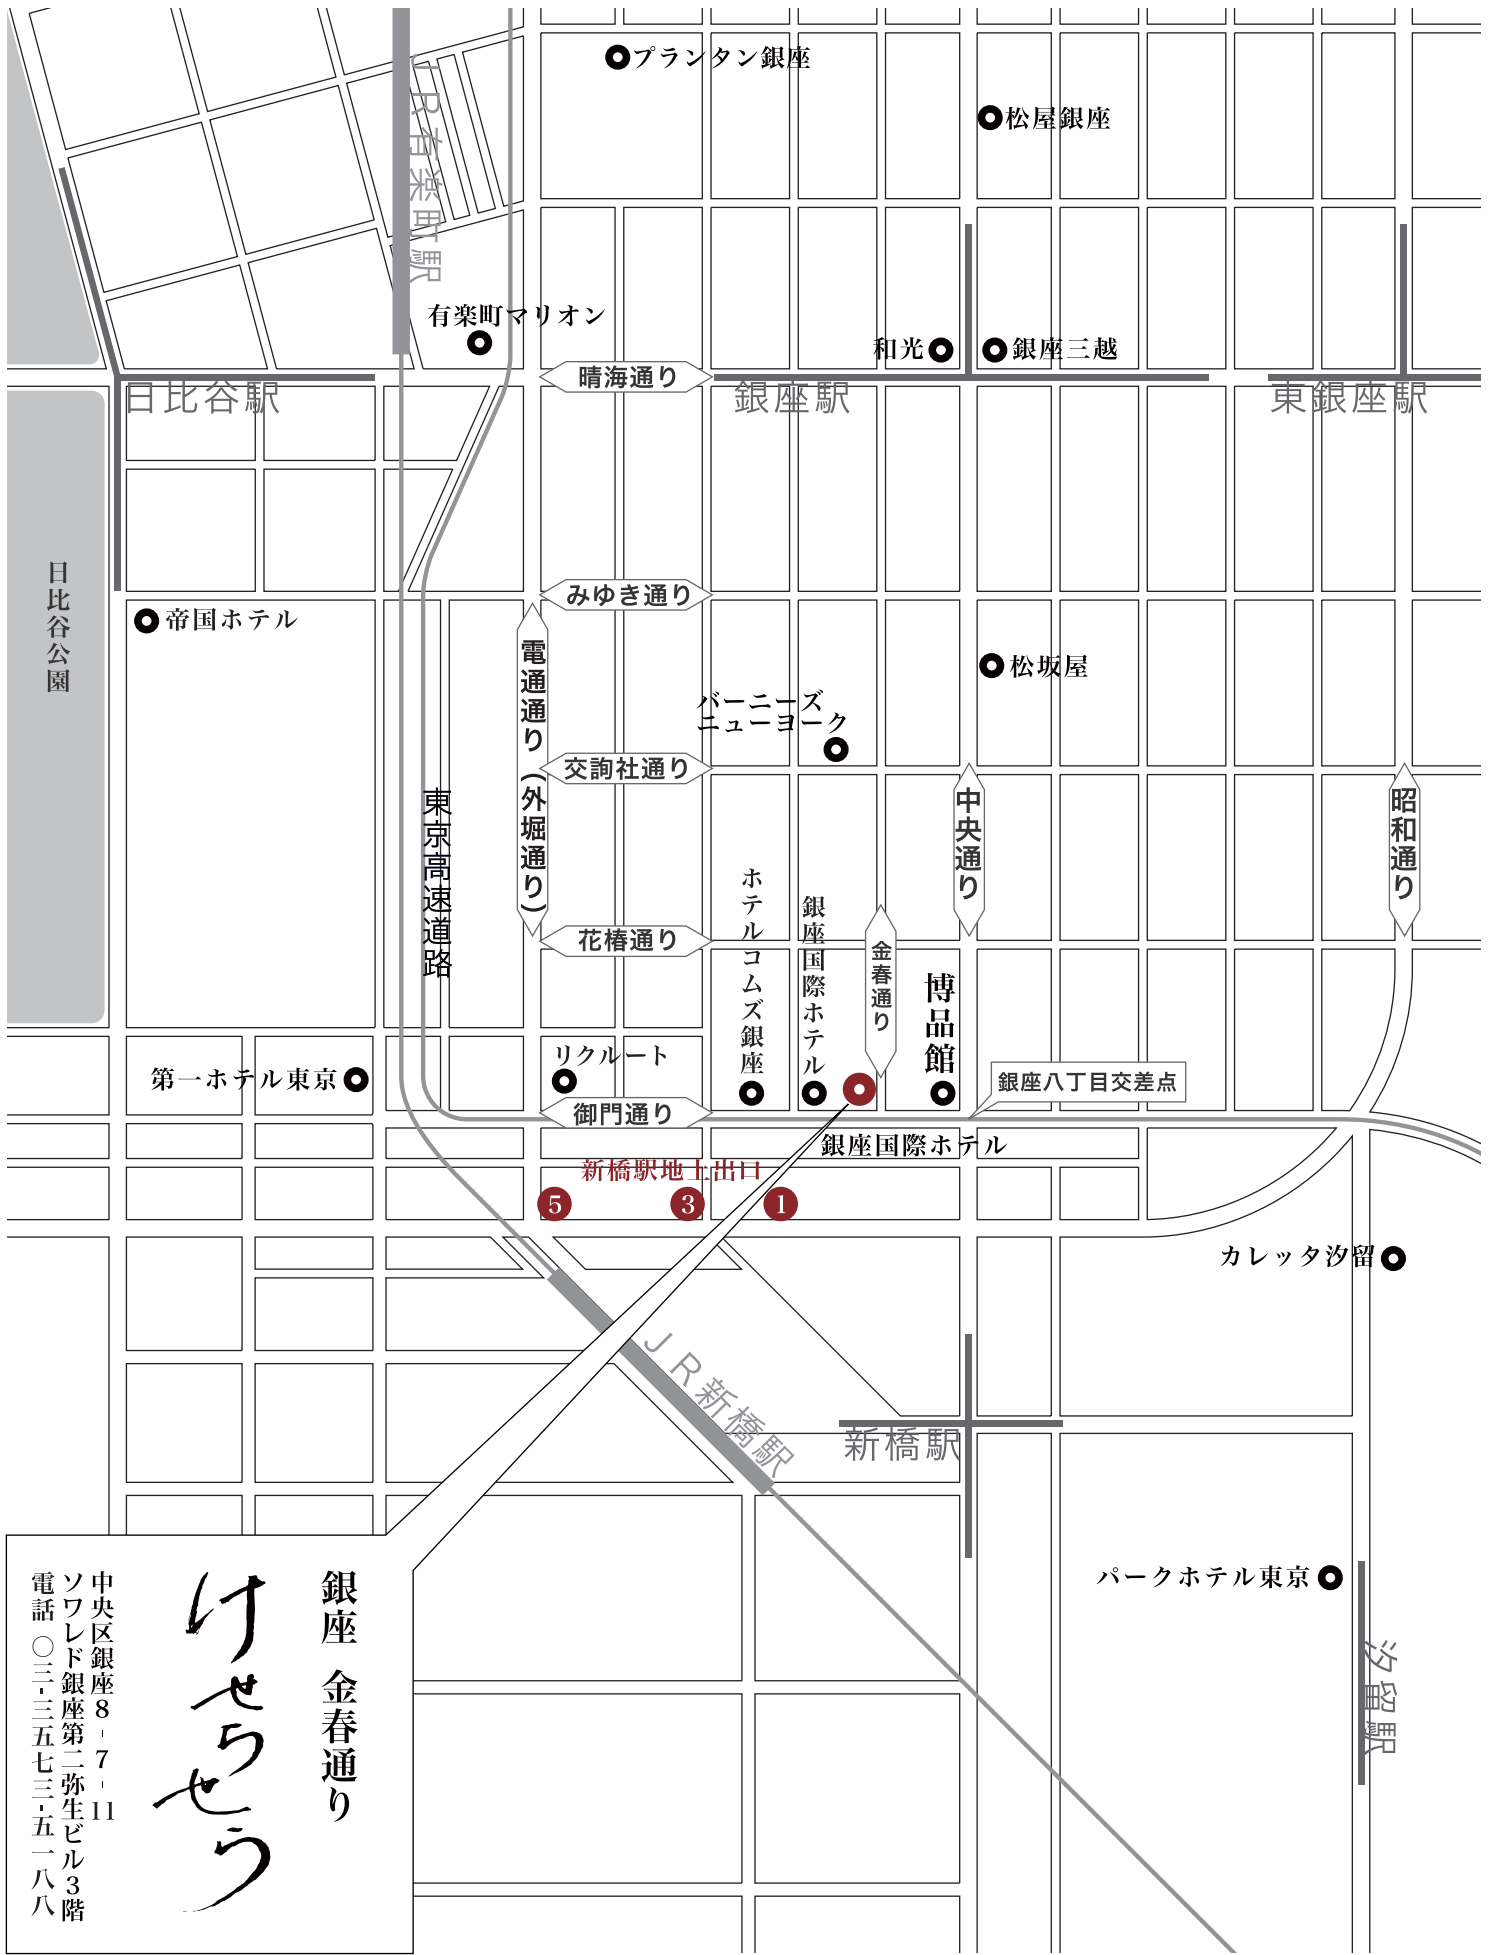 プランタン銀座
松屋銀座
JR有楽町駅
有楽町マリオン
和光
銀座三越
晴海通り
日比谷駅
銀座駅
東銀座駅
日比谷公園
帝国ホテル
みゆき通り
電通通り(外堀通り)
松坂屋
バーニーズ
ニューヨーク
交詢社通り
東京高速道路
中央通り
昭和通り
花椿通り
ホテルコムズ銀座
銀座国際ホテル
金春通り
博品館
リクルート
第一ホテル東京
銀座八丁目交差点
御門通り
銀座国際ホテル
新橋駅地上出口
5
3
1
カレッタ汐留
JR新橋駅
新橋駅
パークホテル東京
汐留駅
銀座 金春通り
けせらせら
中央区銀座8-7-11
ソワレド銀座第二弥生ビル3階
電話 〇三-三五七三-五一八八